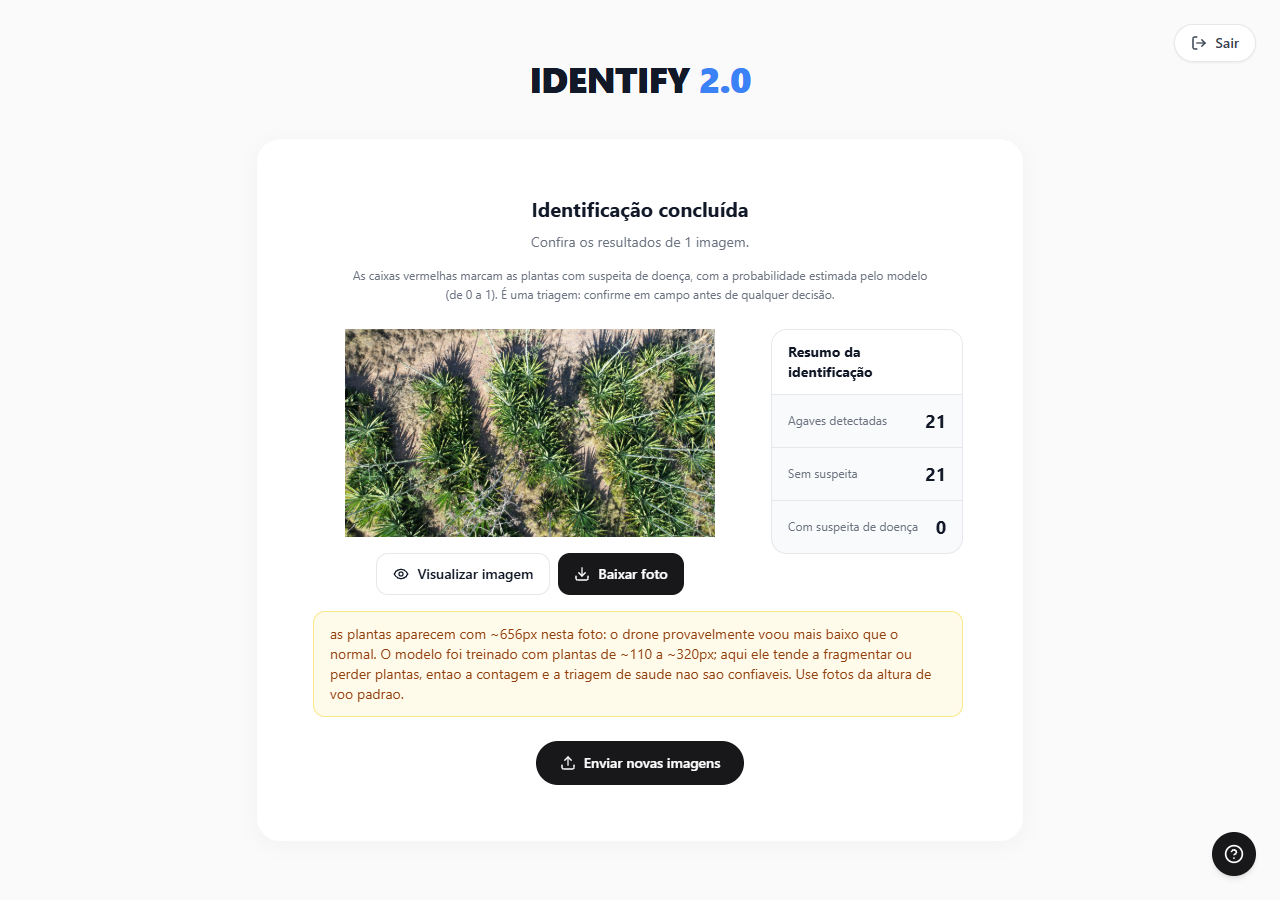 Sair
IDENTIFY 2.0
Identificação concluída
Confira os resultados de 1 imagem.
As caixas vermelhas marcam as plantas com suspeita de doença, com a probabilidade estimada pelo modelo
(de 0 a 1). É uma triagem: confirme em campo antes de qualquer decisão.
Resumo da
identificação
Agaves detectadas 21
Sem suspeita 21
Com suspeita de doença 0
Visualizar imagem
Baixar foto
as plantas aparecem com ~656px nesta foto: o drone provavelmente voou mais baixo que o
normal. O modelo foi treinado com plantas de ~110 a ~320px; aqui ele tende a fragmentar ou
perder plantas, entao a contagem e a triagem de saude nao sao confiaveis. Use fotos da altura de
voo padrao.
Enviar novas imagens